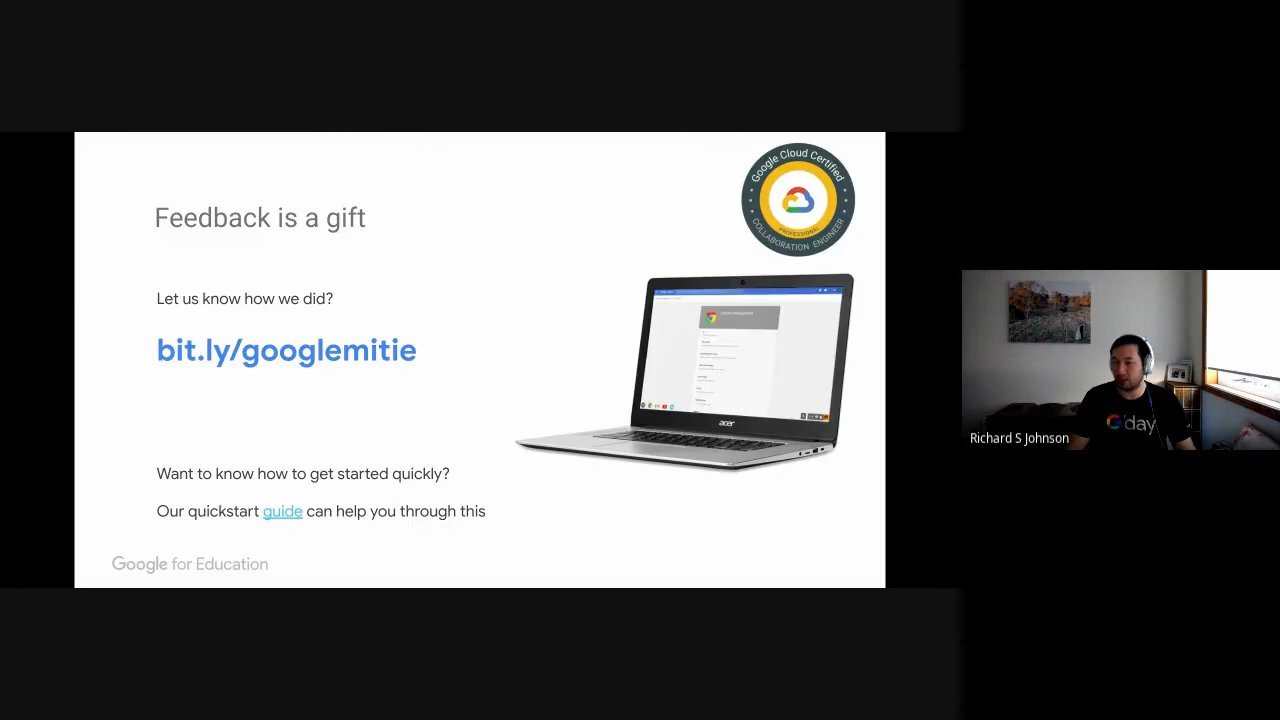 Google Cloud Certified
PROFESSIONAL
COLLABORATION ENGINEER
Feedback is a gift
Let us know how we did?
bit.ly/googlemitie
acer
Want to know how to get started quickly?
Our quickstart guide can help you through this
Google for Education
G'day
Richard S Johnson